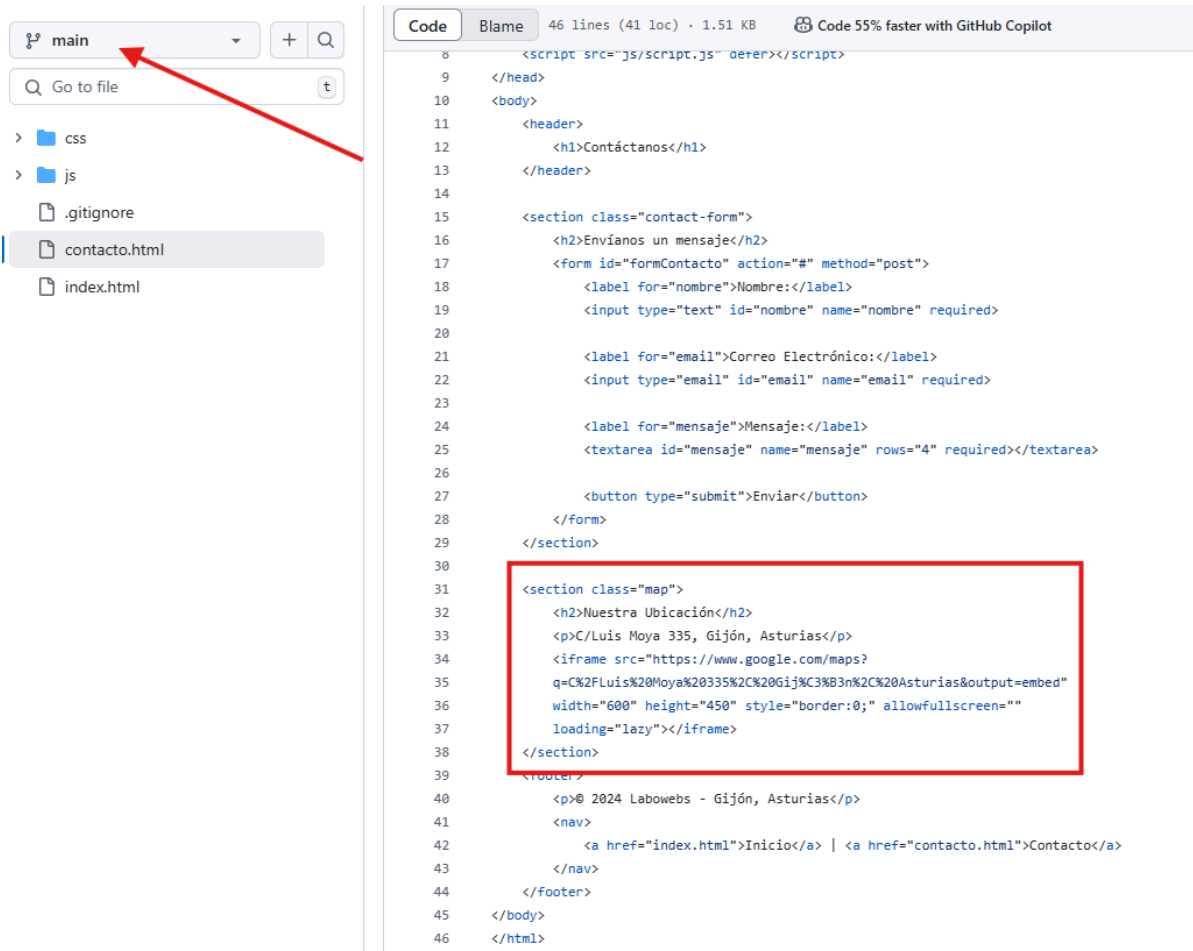 main
Go to file
t
css
js
.gitignore
contacto.html
index.html
Code Blame 46 lines (41 loc) · 1.51 KB Code 55% faster with GitHub Copilot
8 <script src="js/script.js" defer></script>
9 </head>
10 <body>
11 <header>
12 <h1>Contáctanos</h1>
13 </header>
14
15 <section class="contact-form">
16 <h2>Envíanos un mensaje</h2>
17 <form id="formContacto" action="#" method="post">
18 <label for="nombre">Nombre:</label>
19 <input type="text" id="nombre" name="nombre" required>
20
21 <label for="email">Correo Electrónico:</label>
22 <input type="email" id="email" name="email" required>
23
24 <label for="mensaje">Mensaje:</label>
25 <textarea id="mensaje" name="mensaje" rows="4" required></textarea>
26
27 <button type="submit">Enviar</button>
28 </form>
29 </section>
30
31 <section class="map">
32 <h2>Nuestra Ubicación</h2>
33 <p>C/Luis Moya 335, Gijón, Asturias</p>
34 <iframe src="https://www.google.com/maps?
35 q=C%2FLuis%20Moya%20335%2C%20Gij%C3%B3n%2C%20Asturias&output=embed"
36 width="600" height="450" style="border:0;" allowfullscreen=""
37 loading="lazy"></iframe>
38 </section>
39 <footer>
40 <p>© 2024 Labowebs - Gijón, Asturias</p>
41 <nav>
42 <a href="index.html">Inicio</a> | <a href="contacto.html">Contacto</a>
43 </nav>
44 </footer>
45 </body>
46 </html>